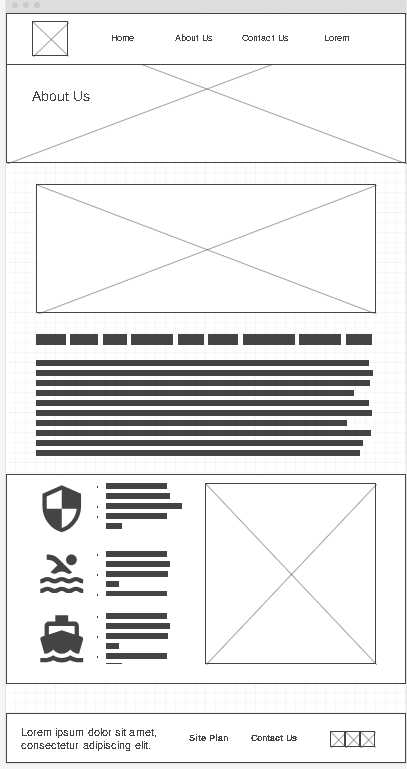 Home About Us Contact Us Lorem
About Us
Lorem ipsum dolor sit amet,
consectetur adipiscing elit.
Site Plan Contact Us